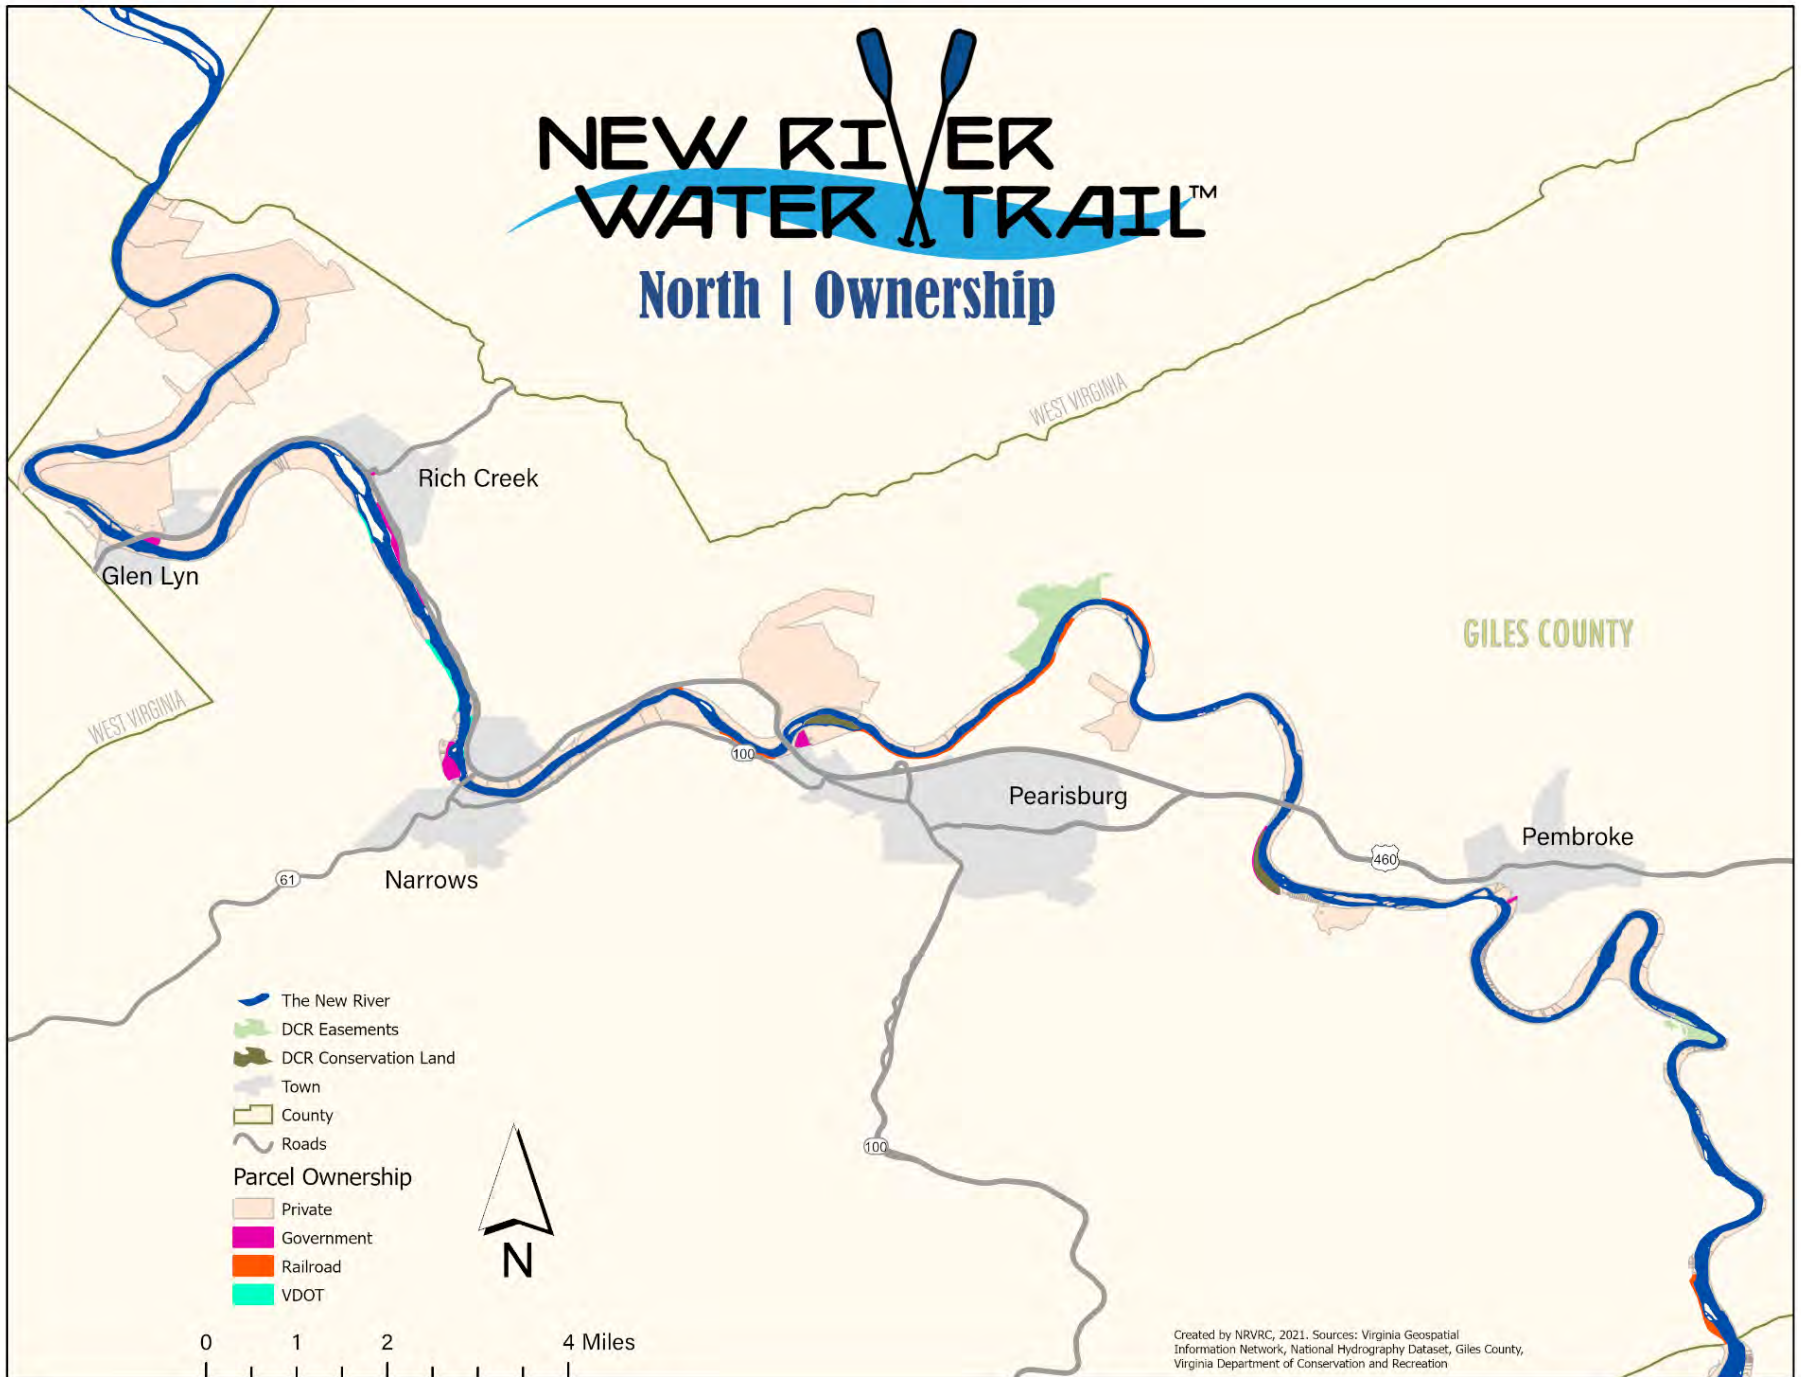 NEW RIVER
WATER TRAIL™
North | Ownership
WEST VIRGINIA
Rich Creek
Glen Lyn
GILES COUNTY
WEST VIRGINIA
100
Pearisburg
Pembroke
460
61
Narrows
The New River
DCR Easements
DCR Conservation Land
Town
County
Roads
100
Parcel Ownership
Private
Government
Railroad
VDOT
N
0 1 2 4 Miles
Created by NRVRC, 2021. Sources: Virginia Geospatial
Information Network, National Hydrography Dataset, Giles County,
Virginia Department of Conservation and Recreation